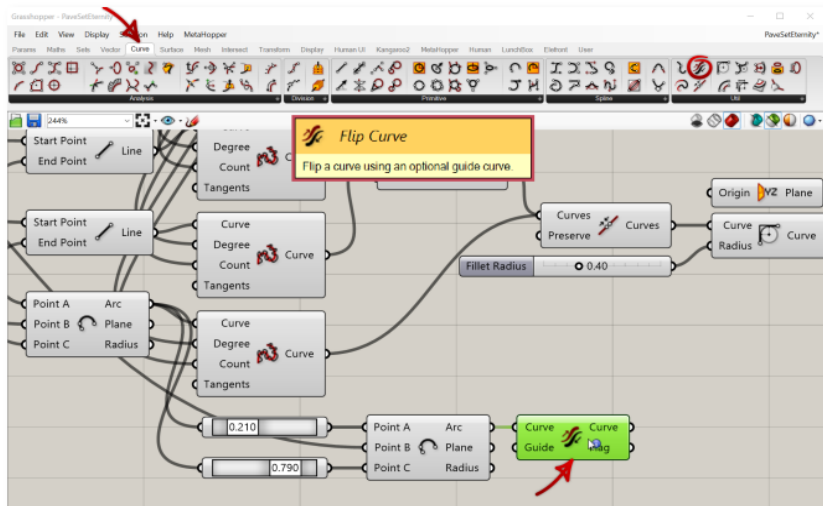 Grasshopper - PaveSetEternity
File Edit View Display Help MetaHopper PaveSetEternity*
Params Maths Sets Vector Curve Surface Mesh Intersect Transform Display Human UI Kangaroo2 MetaHopper Human LunchBox Elefront User
Analysis Division Primitive Spline Util
244%
Flip Curve
Flip a curve using an optional guide curve.
Start Point
End Point
Line
Degree
Count
Tangents
Start Point
End Point
Line
Curve
Degree
Count
Tangents
Curve
Curves
Preserve
Curves
Origin
Plane
Curve
Radius
Curve
Fillet Radius
0.40
Point A
Point B
Point C
Arc
Plane
Radius
Curve
Degree
Count
Tangents
Curve
0.210
0.790
Point A
Point B
Point C
Arc
Plane
Radius
Curve
Guide
Curve